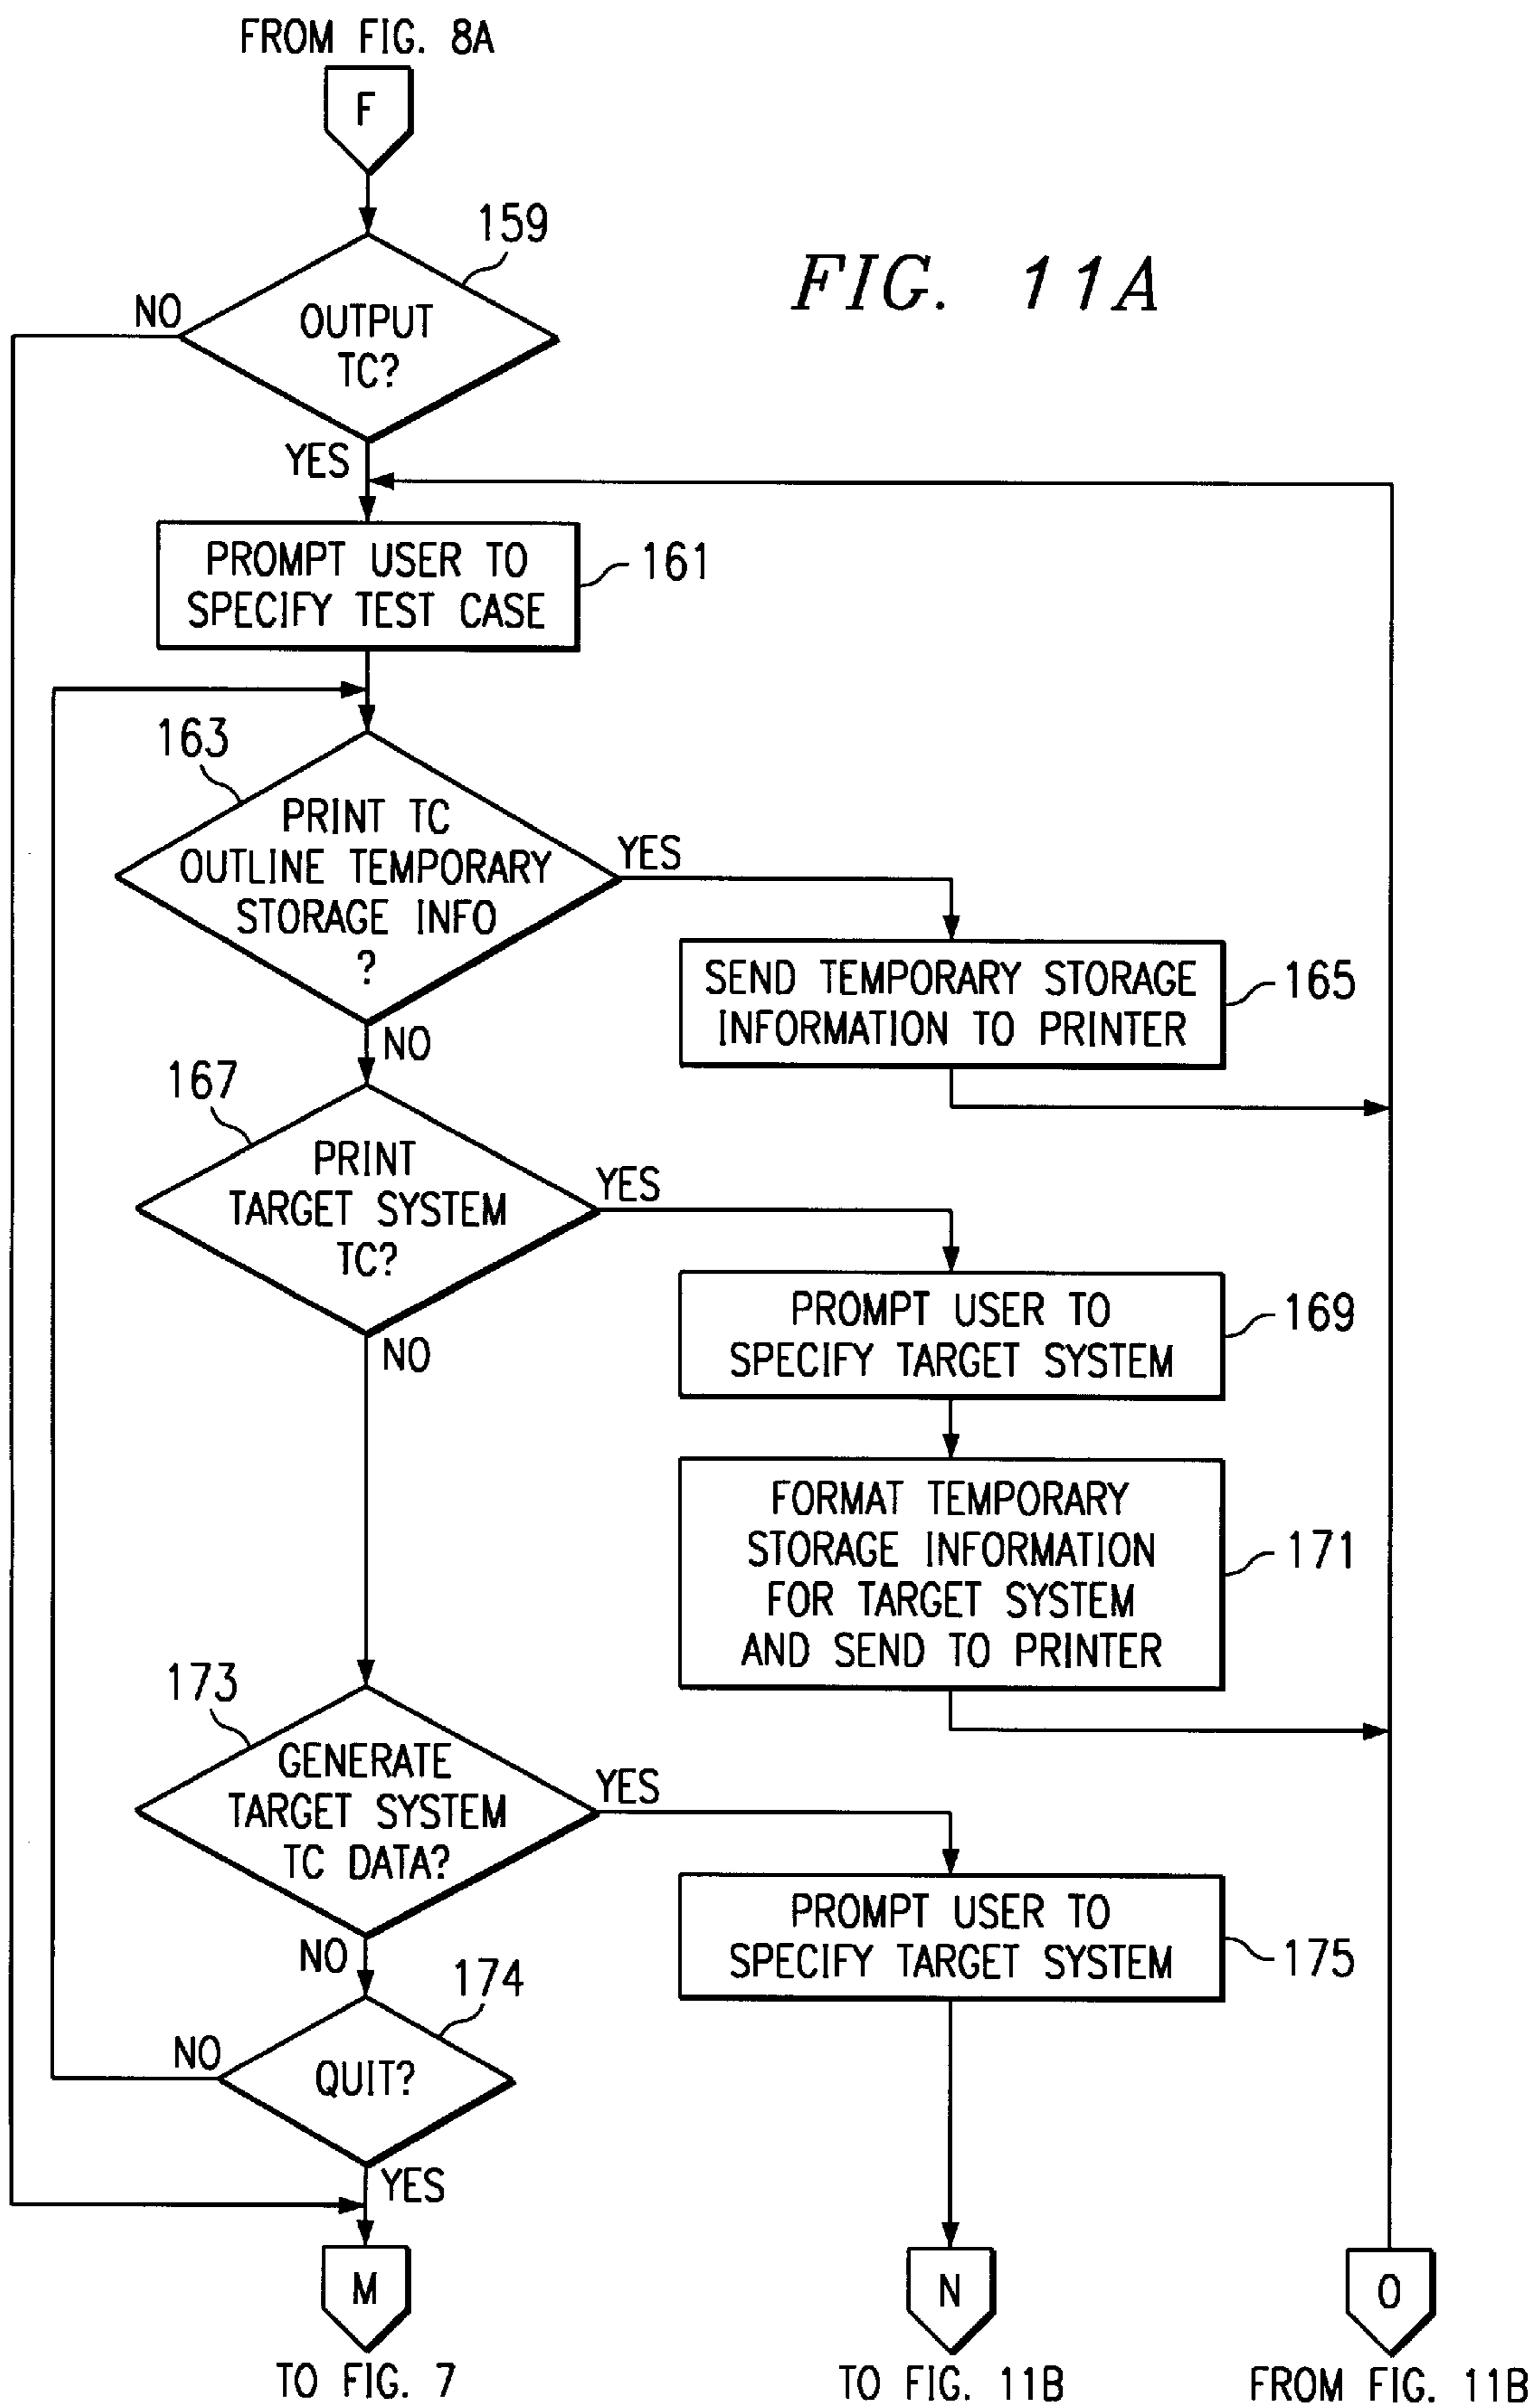 FROM FIG. 8A
F
159
FIG. 11A
NO
OUTPUT
TC?
YES
PROMPT USER TO
SPECIFY TEST CASE
161
163
PRINT TC
OUTLINE TEMPORARY
STORAGE INFO
?
YES
SEND TEMPORARY STORAGE
INFORMATION TO PRINTER
165
NO
167
PRINT
TARGET SYSTEM
TC?
YES
PROMPT USER TO
SPECIFY TARGET SYSTEM
169
NO
FORMAT TEMPORARY
STORAGE INFORMATION
FOR TARGET SYSTEM
AND SEND TO PRINTER
171
173
GENERATE
TARGET SYSTEM
TC DATA?
YES
PROMPT USER TO
SPECIFY TARGET SYSTEM
175
NO
174
NO
QUIT?
YES
M
N
O
TO FIG. 7
TO FIG. 11B
FROM FIG. 11B